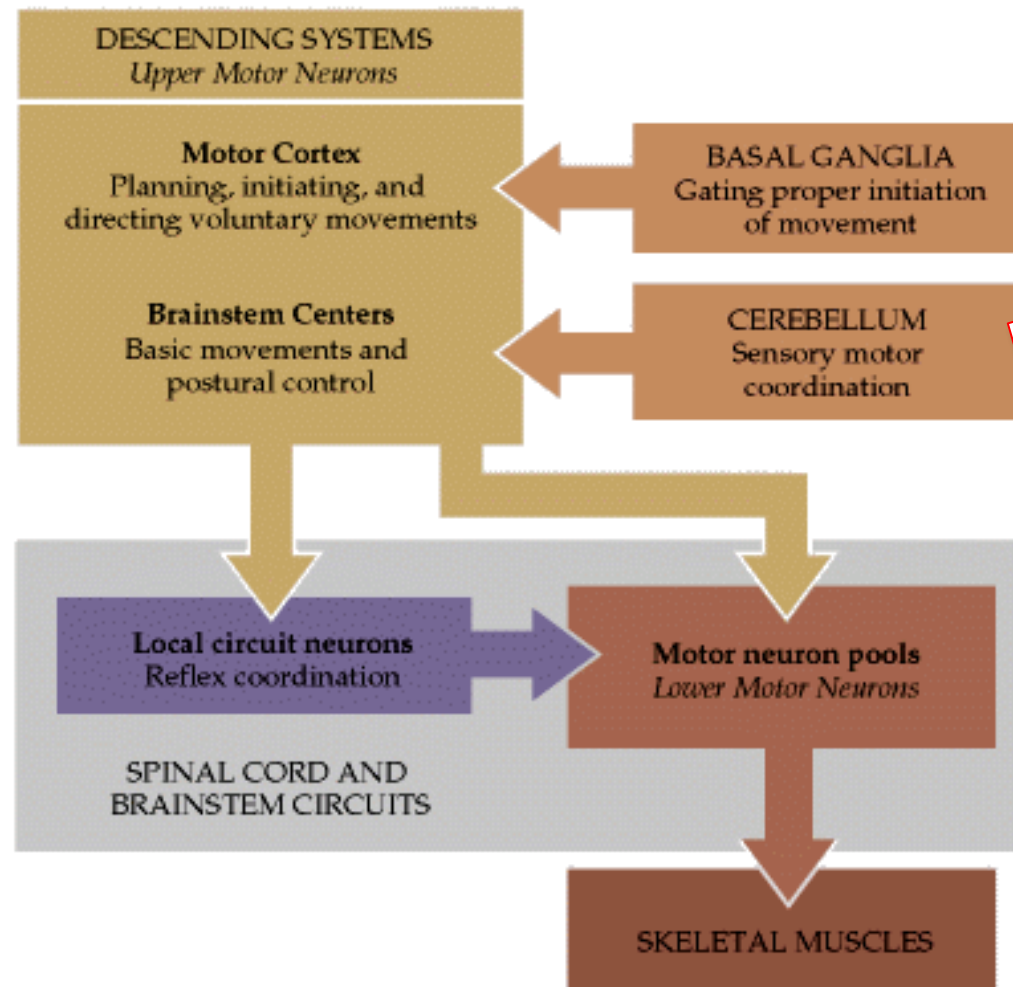 DESCENDING SYSTEMS
Upper Motor Neurons
Motor Cortex
Planning, initiating, and
directing voluntary movements
Brainstem Centers
Basic movements and
postural control
BASAL GANGLIA
Gating proper initiation
of movement
CEREBELLUM
Sensory motor
coordination
Local circuit neurons
Reflex coordination
Motor neuron pools
Lower Motor Neurons
SPINAL CORD AND
BRAINSTEM CIRCUITS
SKELETAL MUSCLES